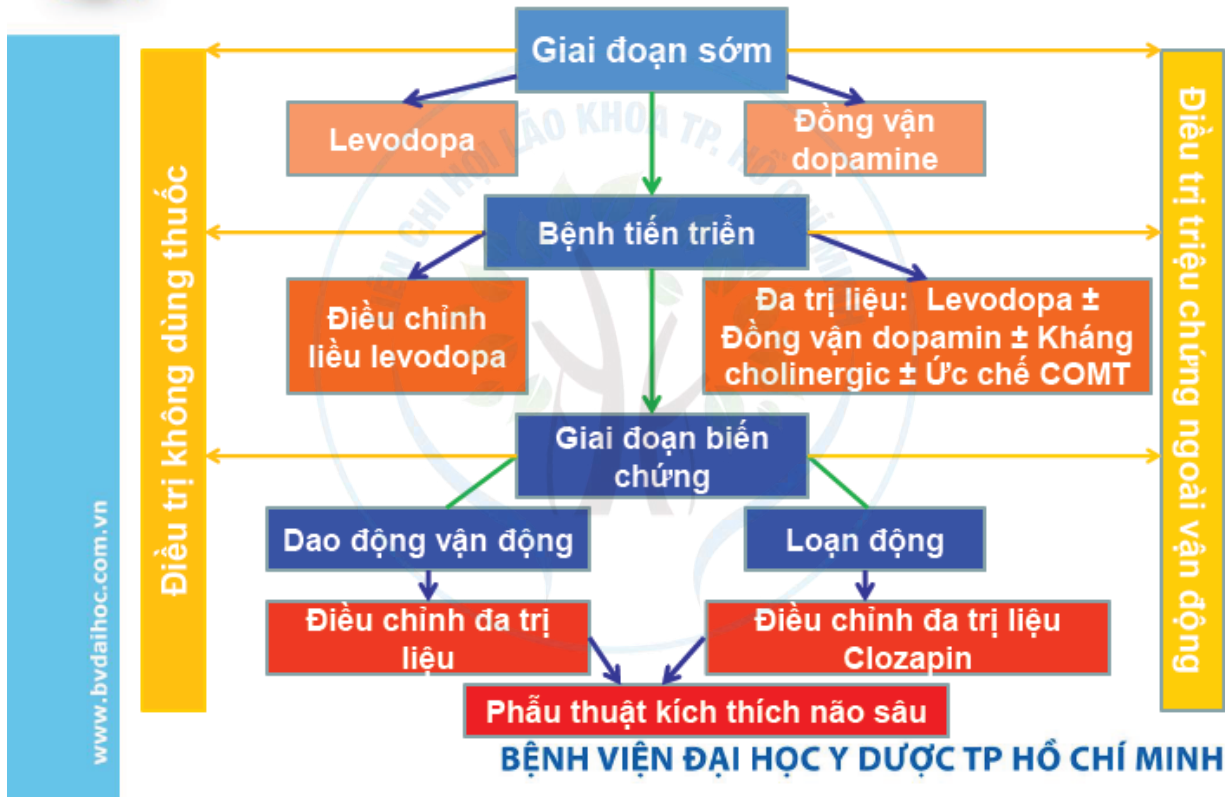 Giai đoạn sớm
Levodopa
Đồng vận
dopamine
Bệnh tiến triển
Điều chỉnh
liều levodopa
Đa trị liệu: Levodopa ±
Đồng vận dopamin ± Kháng
cholinergic ± Ức chế COMT
Giai đoạn biến
chứng
Dao động vận động
Loạn động
Điều chỉnh đa trị
liệu
Điều chỉnh đa trị liệu
Clozapin
Phẫu thuật kích thích não sâu
Điều trị không dùng thuốc
Điều trị triệu chứng ngoài vận động
www.bvdaihoc.com.vn
BỆNH VIỆN ĐẠI HỌC Y DƯỢC TP HỒ CHÍ MINH